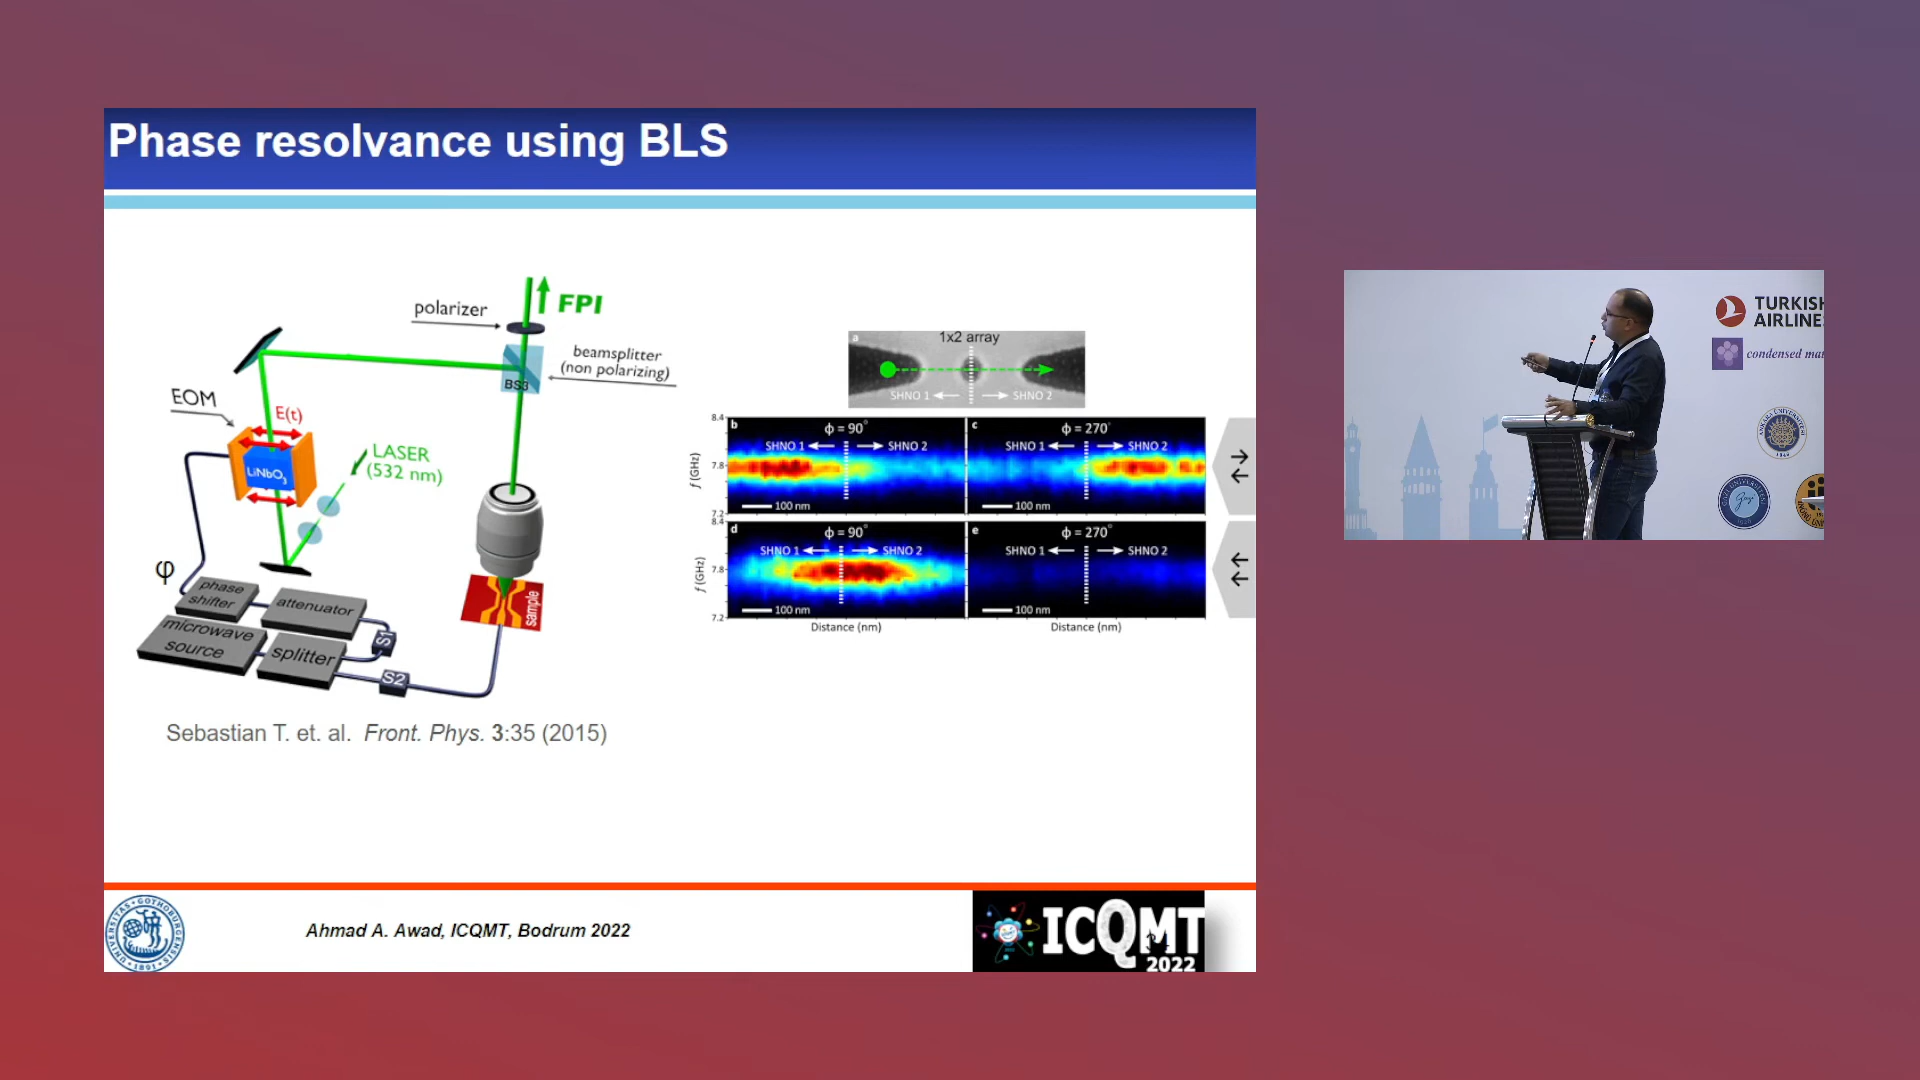 Phase resolvance using BLS
polarizer
FPI
beamsplitter
(non polarizing)
BS3
EOM
E(t)
LiNbO3
LASER
(532 nm)
φ
phase
shifter
attenuator
microwave
source
splitter
S1
S2
sample
Sebastian T. et. al. Front. Phys. 3:35 (2015)
a
1x2 array
SHNO 1
SHNO 2
b
ϕ = 90°
SHNO 1
SHNO 2
100 nm
c
ϕ = 270°
SHNO 1
SHNO 2
100 nm
8.4
7.8
7.2
f (GHz)
d
ϕ = 90°
SHNO 1
SHNO 2
100 nm
e
ϕ = 270°
SHNO 1
SHNO 2
100 nm
8.4
7.8
7.2
f (GHz)
Distance (nm)
Distance (nm)
Ahmad A. Awad, ICQMT, Bodrum 2022
ICQMT
2022
TURKISH
AIRLINE
condensed mat